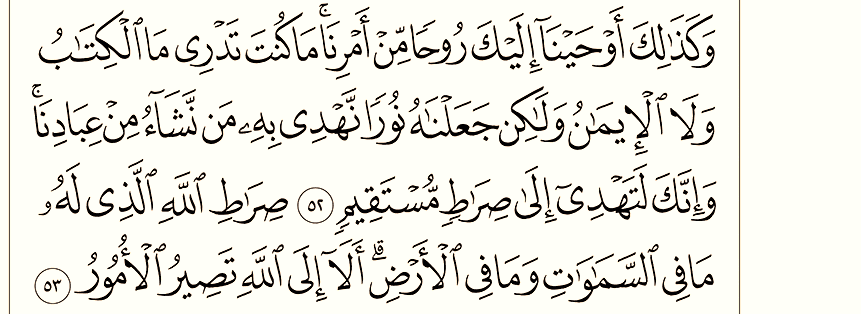 وَكَذَٰلِكَ أَوْحَيْنَآ إِلَيْكَ رُوحًا مِّنْ أَمْرِنَا ۚ مَا كُنتَ تَدْرِى مَا ٱلْكِتَٰبُ
وَلَا ٱلْإِيمَٰنُ وَلَٰكِن جَعَلْنَٰهُ نُورًا نَّهْدِى بِهِۦ مَن نَّشَآءُ مِنْ عِبَادِنَا ۚ
وَإِنَّكَ لَتَهْدِىٓ إِلَىٰ صِرَٰطٍ مُّسْتَقِيمٍ ٥٢ صِرَٰطِ ٱللَّهِ ٱلَّذِى لَهُۥ
مَا فِى ٱلسَّمَٰوَٰتِ وَمَا فِى ٱلْأَرْضِ ۗ أَلَآ إِلَى ٱللَّهِ تَصِيرُ ٱلْأُمُورُ ٥٣